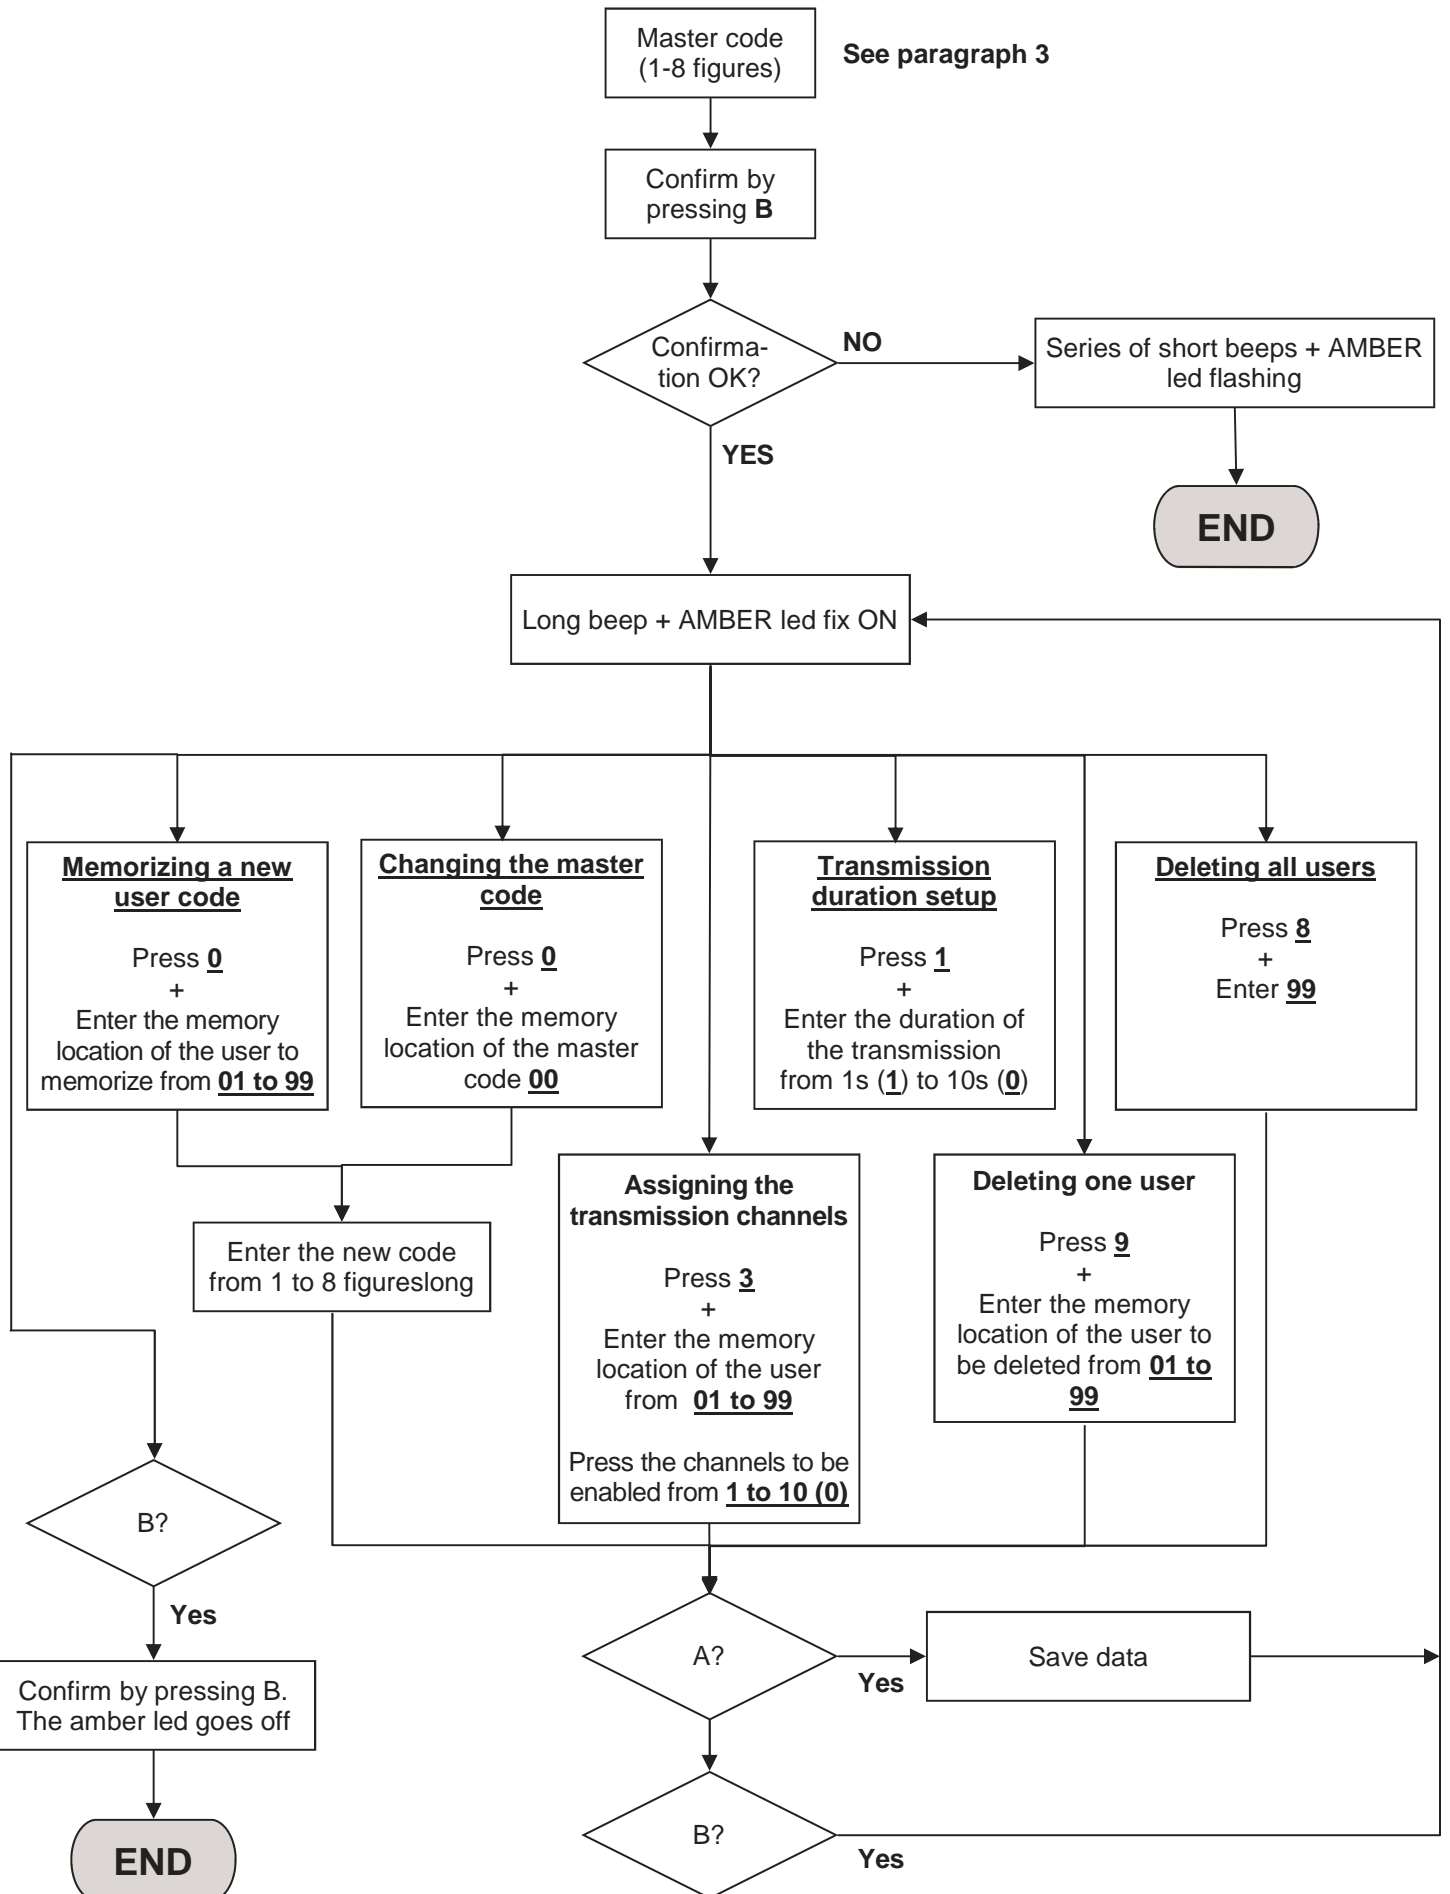 Master code
(1-8 figures)
See paragraph 3
Confirm by
pressing B
Confirma-
tion OK?
NO
Series of short beeps + AMBER
led flashing
YES
END
Long beep + AMBER led fix ON
Memorizing a new
user code
Press 0
+
Enter the memory
location of the user to
memorize from 01 to 99
Changing the master
code
Press 0
+
Enter the memory
location of the master
code 00
Transmission
duration setup
Press 1
+
Enter the duration of
the transmission
from 1s (1) to 10s (0)
Deleting all users
Press 8
+
Enter 99
Enter the new code
from 1 to 8 figureslong
Assigning the
transmission channels
Press 3
+
Enter the memory
location of the user
from 01 to 99
Press the channels to be
enabled from 1 to 10 (0)
Deleting one user
Press 9
+
Enter the memory
location of the user to
be deleted from 01 to
99
B?
Yes
Confirm by pressing B.
The amber led goes off
END
A?
Yes
Save data
B?
Yes